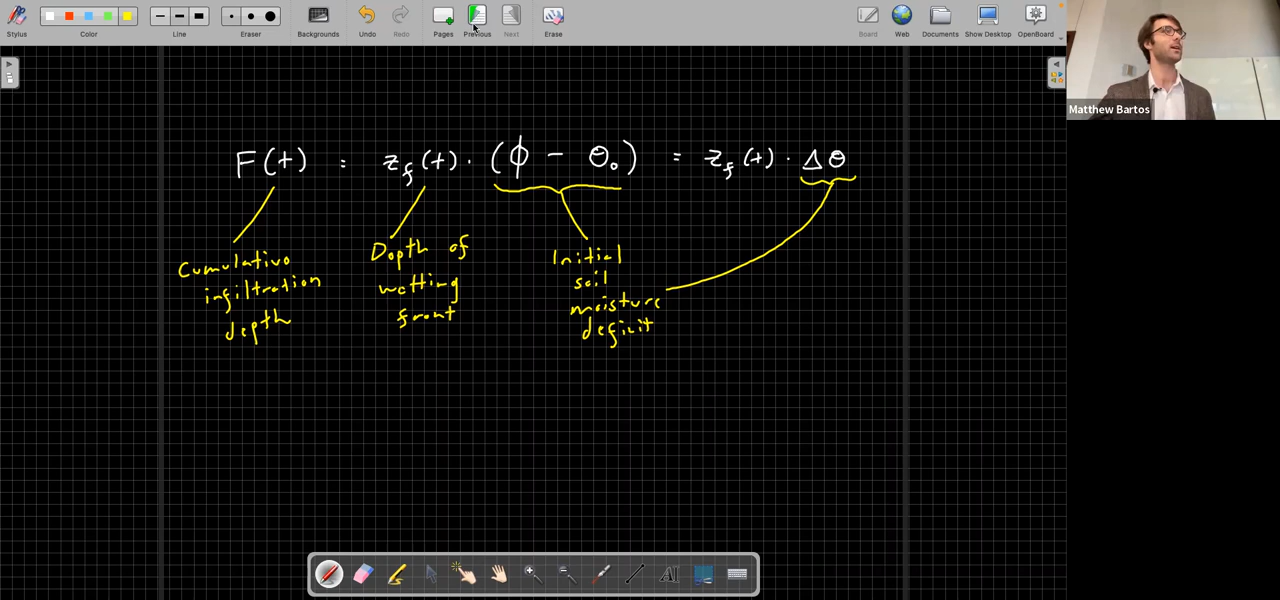 Stylus
Color
Line
Eraser
Backgrounds
Undo
Redo
Pages
Previous
Next
Erase
Board
Web
Documents
Show Desktop
OpenBoard
Matthew Bartos
F(t) = z_f(t) · (ϕ - θ₀) = z_f(t) · Δθ
Cumulative
infiltration
depth
Depth of
wetting
front
Initial
soil
moisture
deficit
AI